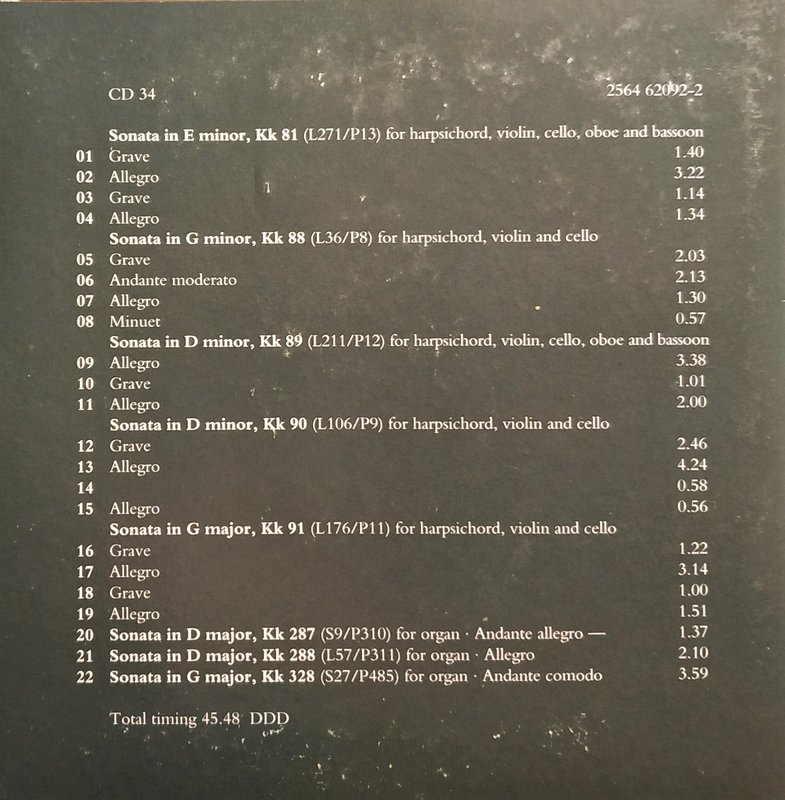 CD 34 2564 62092-2
Sonata in E minor, Kk 81 (L271/P13) for harpsichord, violin, cello, oboe and bassoon
01 Grave 1.40
02 Allegro 3.22
03 Grave 1.14
04 Allegro 1.34
Sonata in G minor, Kk 88 (L36/P8) for harpsichord, violin and cello
05 Grave 2.03
06 Andante moderato 2.13
07 Allegro 1.30
08 Minuet 0.57
Sonata in D minor, Kk 89 (L211/P12) for harpsichord, violin, cello, oboe and bassoon
09 Allegro 3.38
10 Grave 1.01
11 Allegro 2.00
Sonata in D minor, Kk 90 (L106/P9) for harpsichord, violin and cello
12 Grave 2.46
13 Allegro 4.24
14 0.58
15 Allegro 0.56
Sonata in G major, Kk 91 (L176/P11) for harpsichord, violin and cello
16 Grave 1.22
17 Allegro 3.14
18 Grave 1.00
19 Allegro 1.51
20 Sonata in D major, Kk 287 (S9/P310) for organ · Andante allegro — 1.37
21 Sonata in D major, Kk 288 (L57/P311) for organ · Allegro 2.10
22 Sonata in G major, Kk 328 (S27/P485) for organ · Andante comodo 3.59
Total timing 45.48 DDD